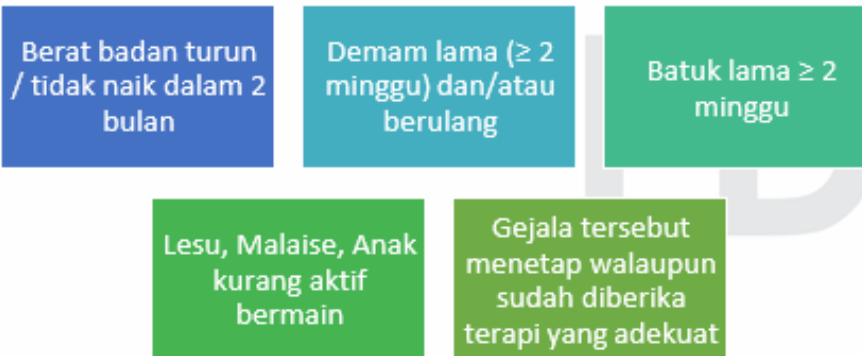 Berat badan turun
/ tidak naik dalam 2
bulan
Demam lama (≥ 2
minggu) dan/atau
berulang
Batuk lama ≥ 2
minggu
Lesu, Malaise, Anak
kurang aktif
bermain
Gejala tersebut
menetap walaupun
sudah diberika
terapi yang adekuat